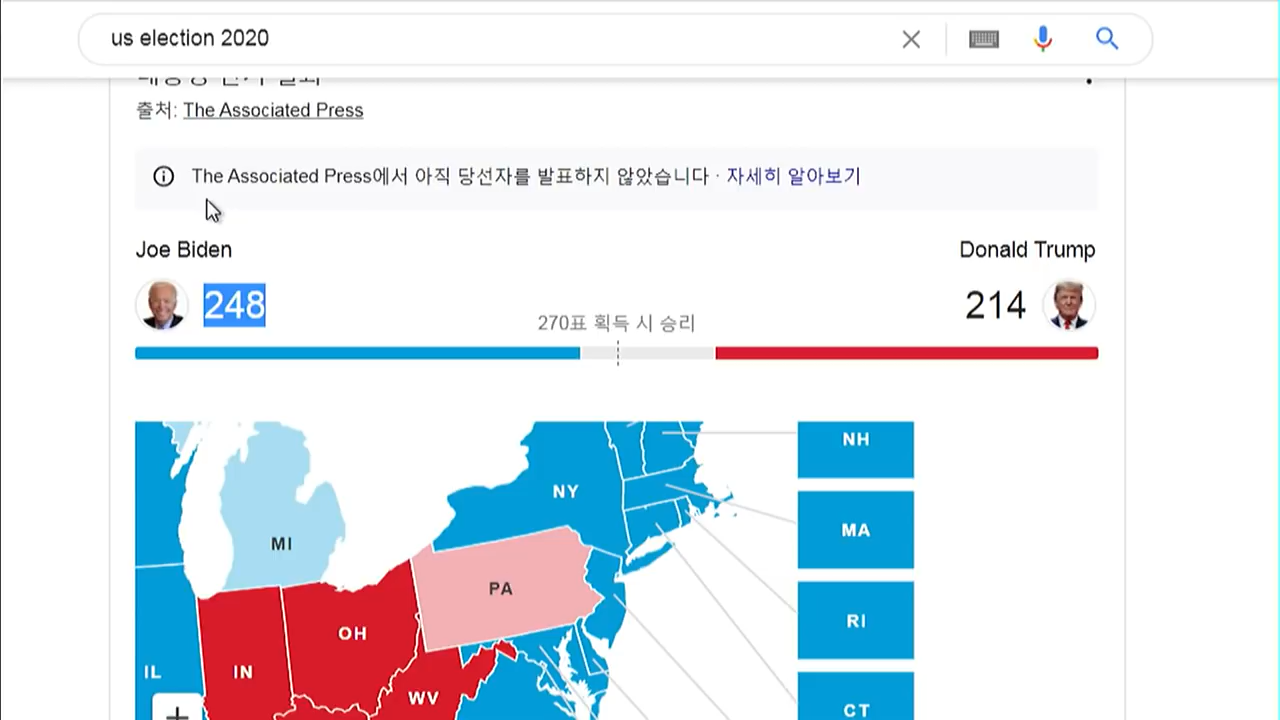 us election 2020
출처: The Associated Press
The Associated Press에서 아직 당선자를 발표하지 않았습니다 · 자세히 알아보기
Joe Biden
Donald Trump
248
214
270표 획득 시 승리
NH
NY
MA
MI
PA
RI
OH
IL
IN
WV
CT